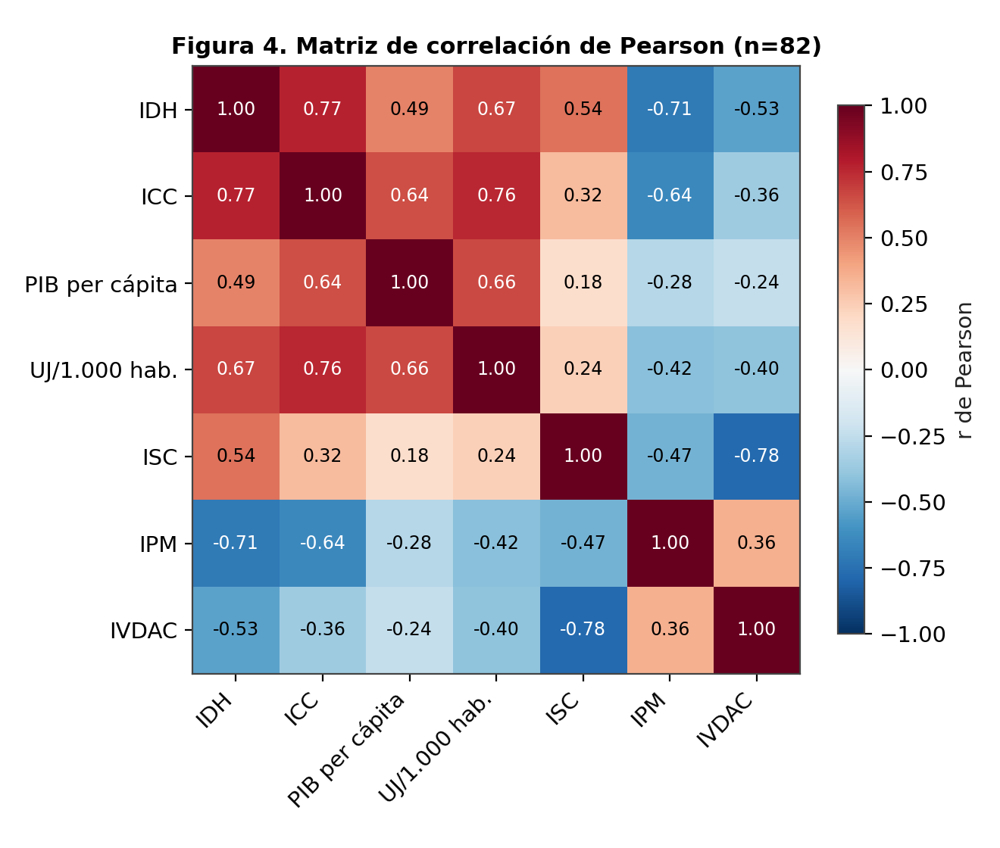 Figura 4. Matriz de correlación de Pearson (n=82)
IDH 1.00 0.77 0.49 0.67 0.54 -0.71 -0.53
ICC 0.77 1.00 0.64 0.76 0.32 -0.64 -0.36
PIB per cápita 0.49 0.64 1.00 0.66 0.18 -0.28 -0.24
UJ/1.000 hab. 0.67 0.76 0.66 1.00 0.24 -0.42 -0.40
ISC 0.54 0.32 0.18 0.24 1.00 -0.47 -0.78
IPM -0.71 -0.64 -0.28 -0.42 -0.47 1.00 0.36
IVDAC -0.53 -0.36 -0.24 -0.40 -0.78 0.36 1.00
IDH
ICC
PIB per cápita
UJ/1.000 hab.
ISC
IPM
IVDAC
1.00
0.75
0.50
0.25
0.00
−0.25
−0.50
−0.75
−1.00
r de Pearson